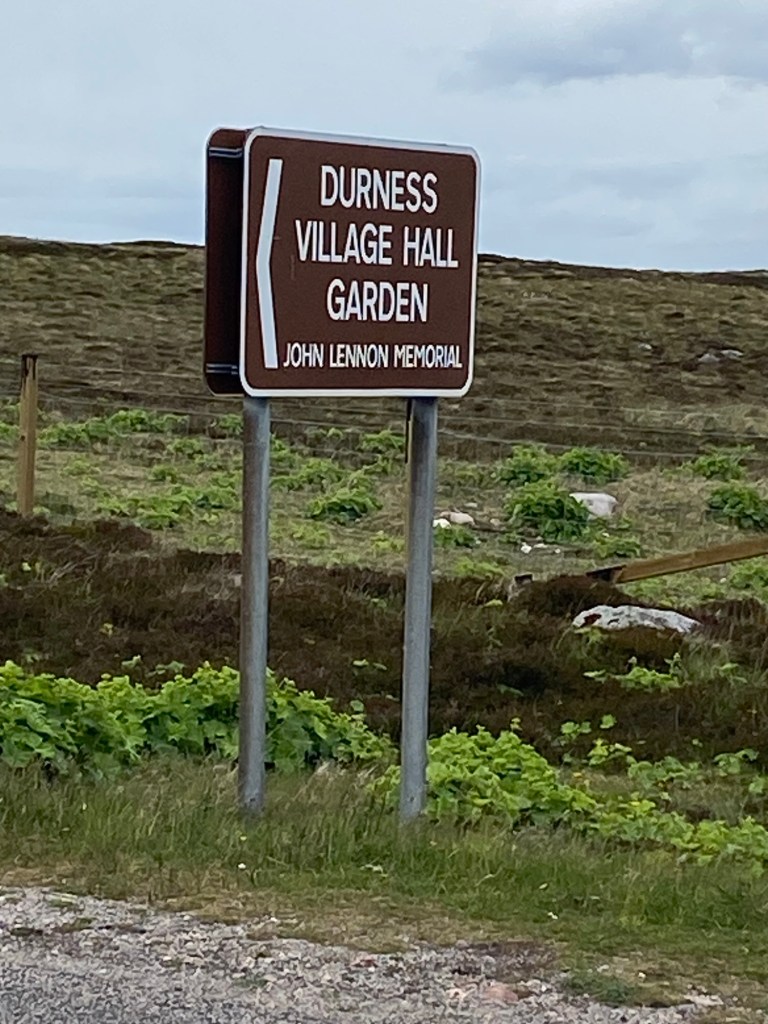 DURNESS
VILLAGE HALL
GARDEN
JOHN LENNON MEMORIAL